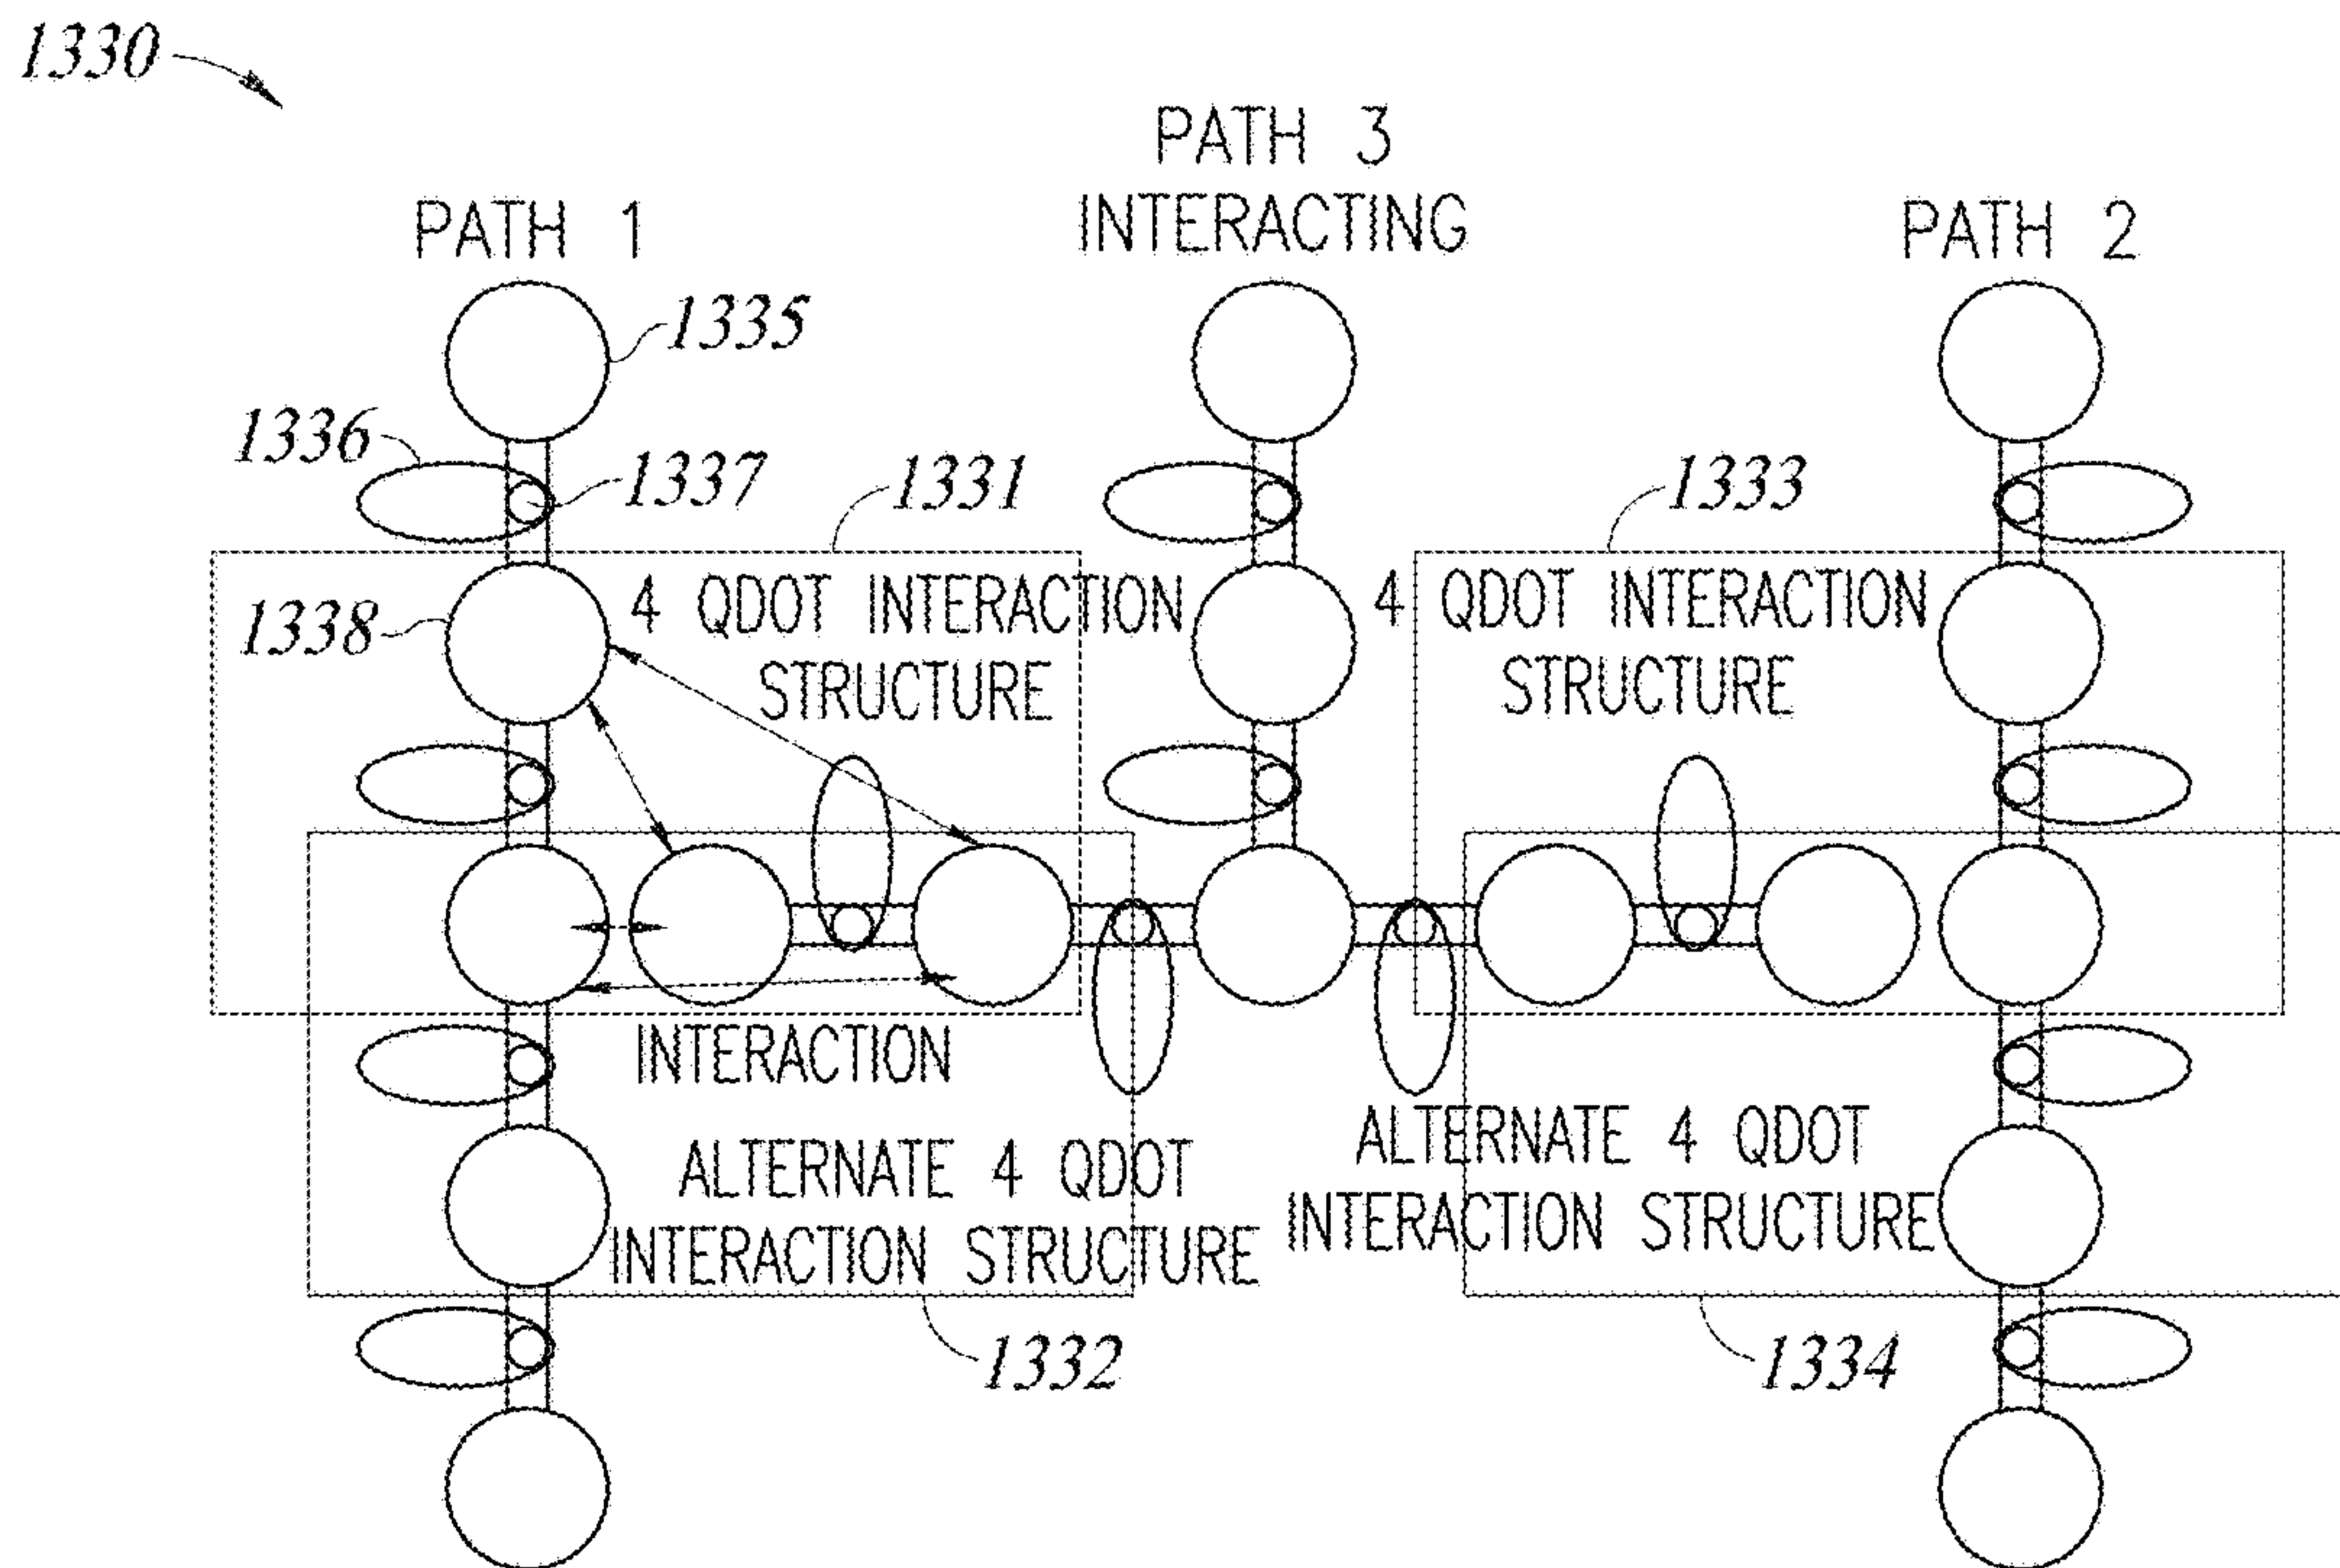 1330
PATH 3
INTERACTING
PATH 1
PATH 2
1335
1336
1337
1331
1333
1338
4 QDOT INTERACTION
STRUCTURE
4 QDOT INTERACTION
STRUCTURE
INTERACTION
ALTERNATE 4 QDOT
INTERACTION STRUCTURE
ALTERNATE 4 QDOT
INTERACTION STRUCTURE
1332
1334